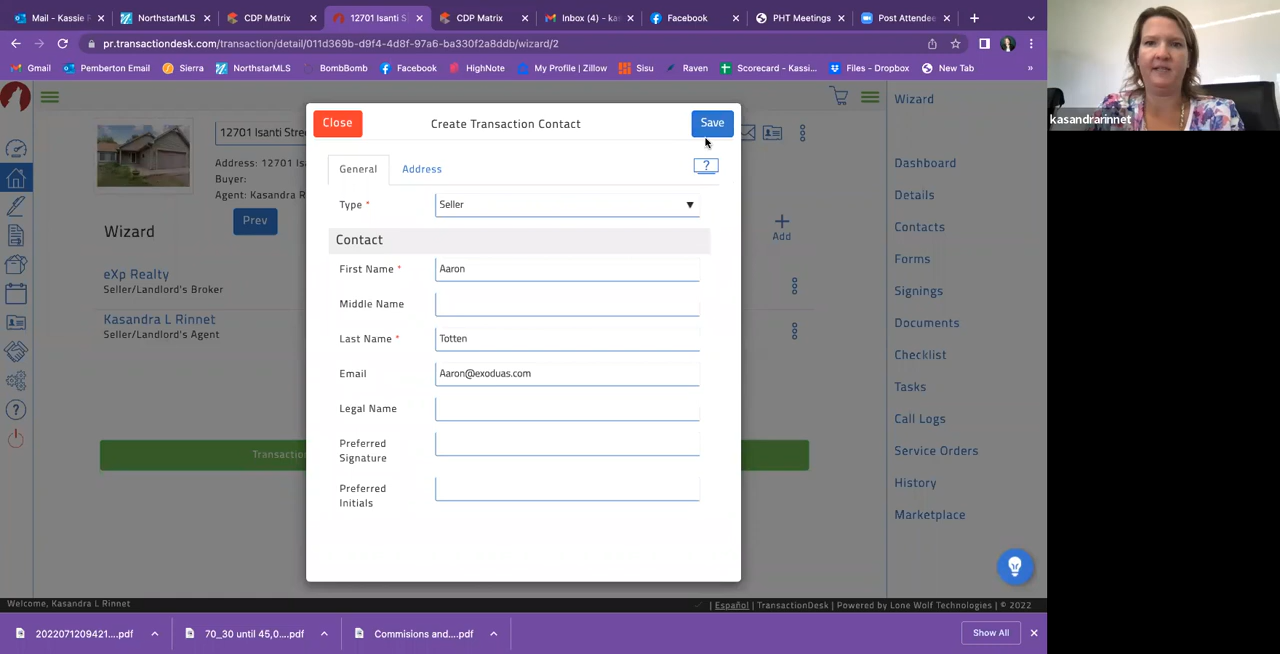 Mail - Kassie R
NorthstarMLS
CDP Matrix
12701 Isanti S
CDP Matrix
Inbox (4) - ka
Facebook
PHT Meetings
Post Attendee
pr.transactiondesk.com/transaction/detail/011d369b-d9f4-4d8f-97a6-ba330f2a8ddb/wizard/2
Gmail
Pemberton Email
Sierra
NorthstarMLS
BombBomb
Facebook
HighNote
My Profile | Zillow
Sisu
Raven
Scorecard - Kassi...
Files - Dropbox
New Tab
»
kasandrarinnet
12701 Isanti Stree
Address: 12701 Is
Buyer:
Agent: Kasandra R
Wizard
Prev
Add
eXp Realty
Seller/Landlord's Broker
Kasandra L Rinnet
Seller/Landlord's Agent
Transaction
Close
Create Transaction Contact
Save
General
Address
?
Type *
Seller
Contact
First Name *
Aaron
Middle Name
Last Name *
Totten
Email
Aaron@exoduas.com
Legal Name
Preferred
Signature
Preferred
Initials
Wizard
Dashboard
Details
Contacts
Forms
Signings
Documents
Checklist
Tasks
Call Logs
Service Orders
History
Marketplace
Welcome, Kasandra L Rinnet
| Español | TransactionDesk | Powered by Lone Wolf Technologies | © 2022
2022071209421....pdf
70_30 until 45,0....pdf
Commisions and....pdf
Show All